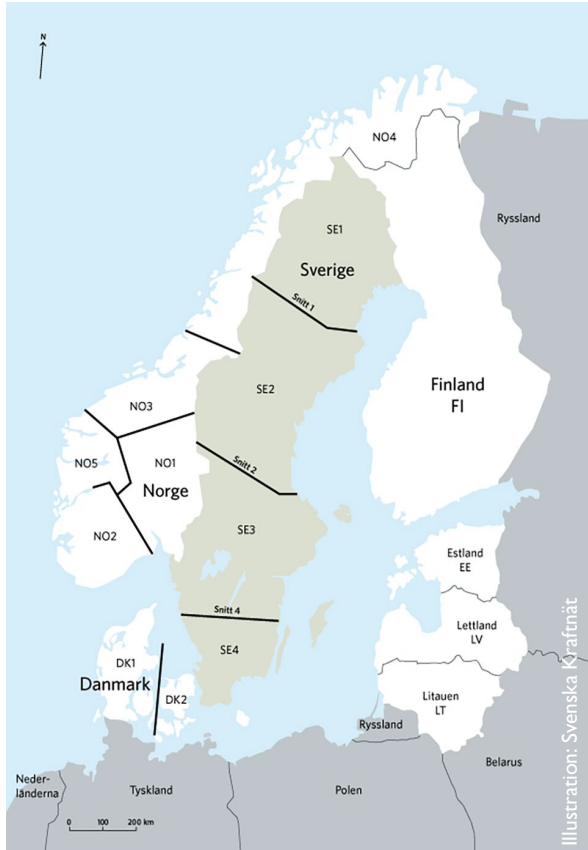 N
NO4
Ryssland
SE1
Sverige
Snitt 1
Finland
FI
SE2
NO3
Snitt 2
NO5
NO1
Norge
NO2
SE3
Estland
EE
Snitt 4
Lettland
LV
SE4
DK1
Danmark
DK2
Litauen
LT
Ryssland
Belarus
Neder-
länderna
Tyskland
Polen
0 100 200 km
Illustration: Svenska Kraftnät